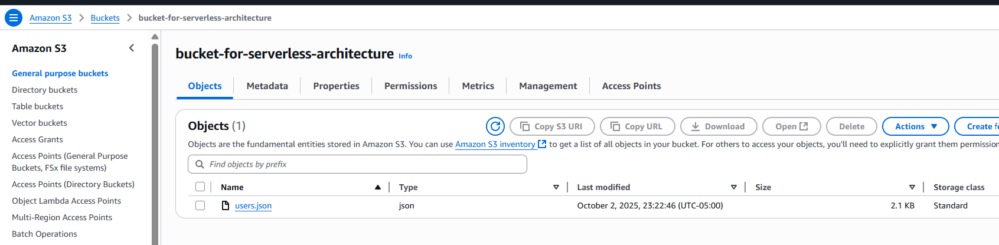 Amazon S3 > Buckets > bucket-for-serverless-architecture
Amazon S3
General purpose buckets
Directory buckets
Table buckets
Vector buckets
Access Grants
Access Points (General Purpose
Buckets, FSx file systems)
Access Points (Directory Buckets)
Object Lambda Access Points
Multi-Region Access Points
Batch Operations
bucket-for-serverless-architecture Info
Objects Metadata Properties Permissions Metrics Management Access Points
Objects (1) Copy S3 URI Copy URL Download Open Delete Actions Create
Objects are the fundamental entities stored in Amazon S3. You can use Amazon S3 inventory to get a list of all objects in your bucket. For others to access your objects, you'll need to explicitly grant them
Find objects by prefix
Name Type Last modified Size Storage class
users.json json October 2, 2025, 23:22:46 (UTC-05:00) 2.1 KB Standard